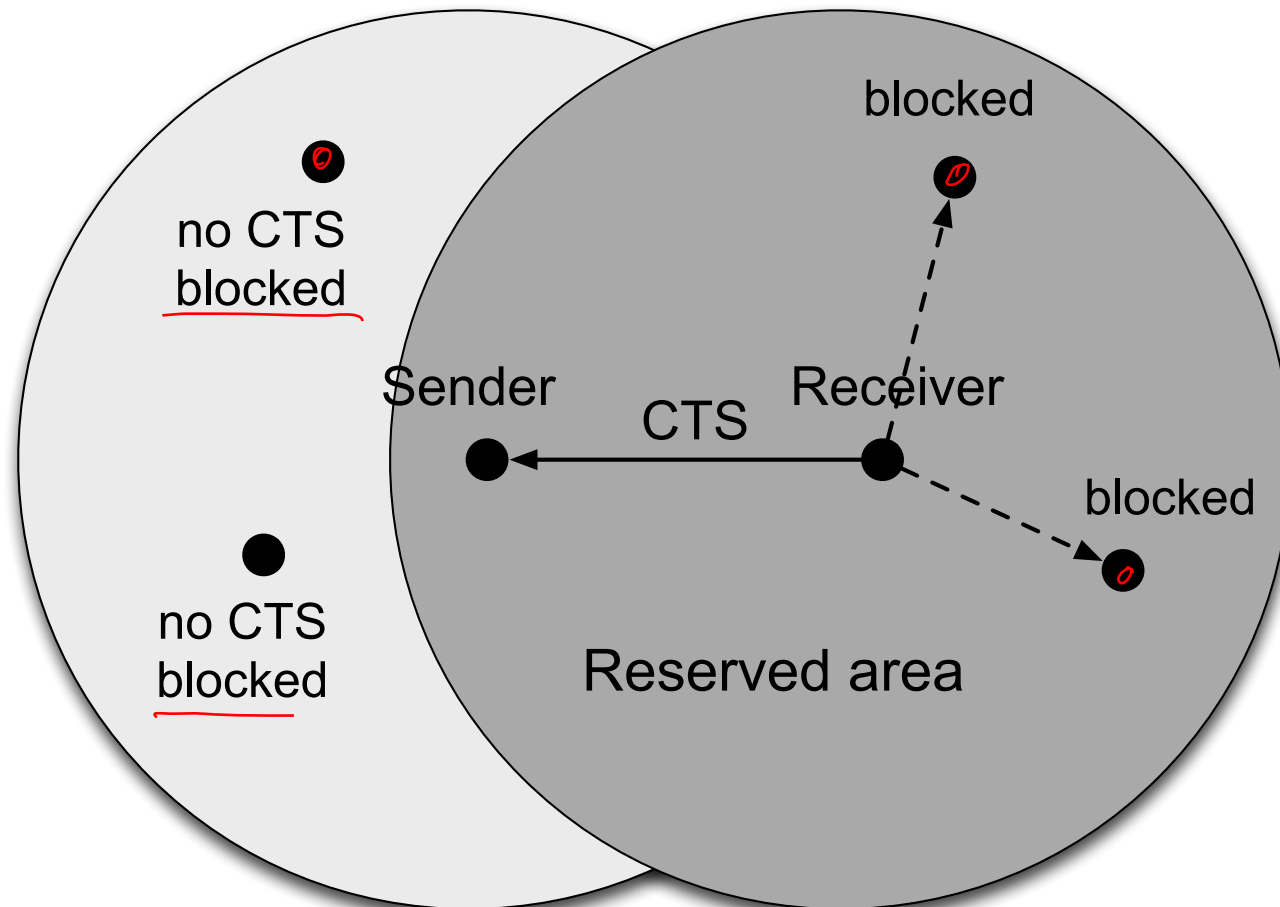 blocked
no CTS
blocked
Sender
Receiver
CTS
blocked
no CTS
blocked
Reserved area